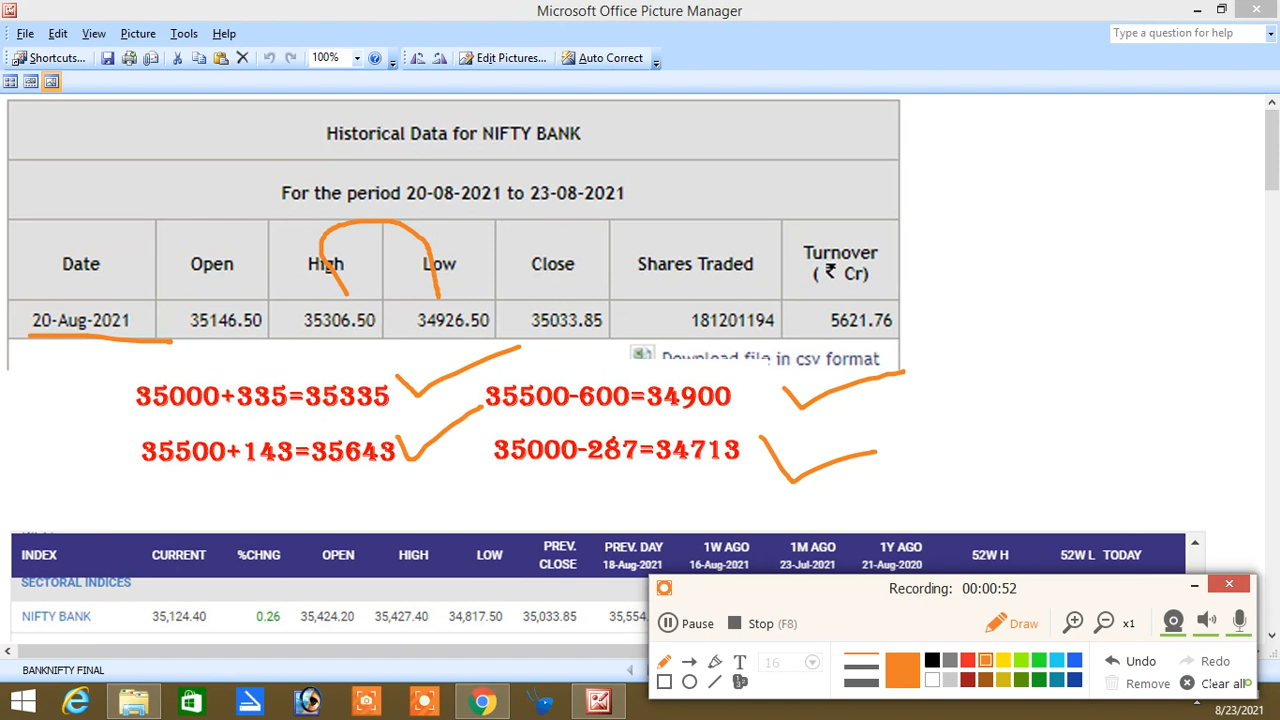 Microsoft Office Picture Manager
File Edit View Picture Tools Help
Type a question for help
Shortcuts... 100% Edit Pictures... Auto Correct
Historical Data for NIFTY BANK
For the period 20-08-2021 to 23-08-2021
Date Open High Low Close Shares Traded Turnover
( ₹ Cr)
20-Aug-2021 35146.50 35306.50 34926.50 35033.85 181201194 5621.76
Download file in csv format
35000+335=35335 35500-600=34900
35500+143=35643 35000-287=34713
INDEX CURRENT %CHNG OPEN HIGH LOW PREV. CLOSE PREV. DAY 18-Aug-2021 1W AGO 16-Aug-2021 1M AGO 23-Jul-2021 1Y AGO 21-Aug-2020 52W H 52W L TODAY
SECTORAL INDICES
NIFTY BANK 35,124.40 0.26 35,424.20 35,427.40 34,817.50 35,033.85 35,554.
Recording: 00:00:52
Pause Stop (F8) Draw x1
T 16 Undo Redo
Remove Clear all
BANKNIFTY FINAL
8/23/2021